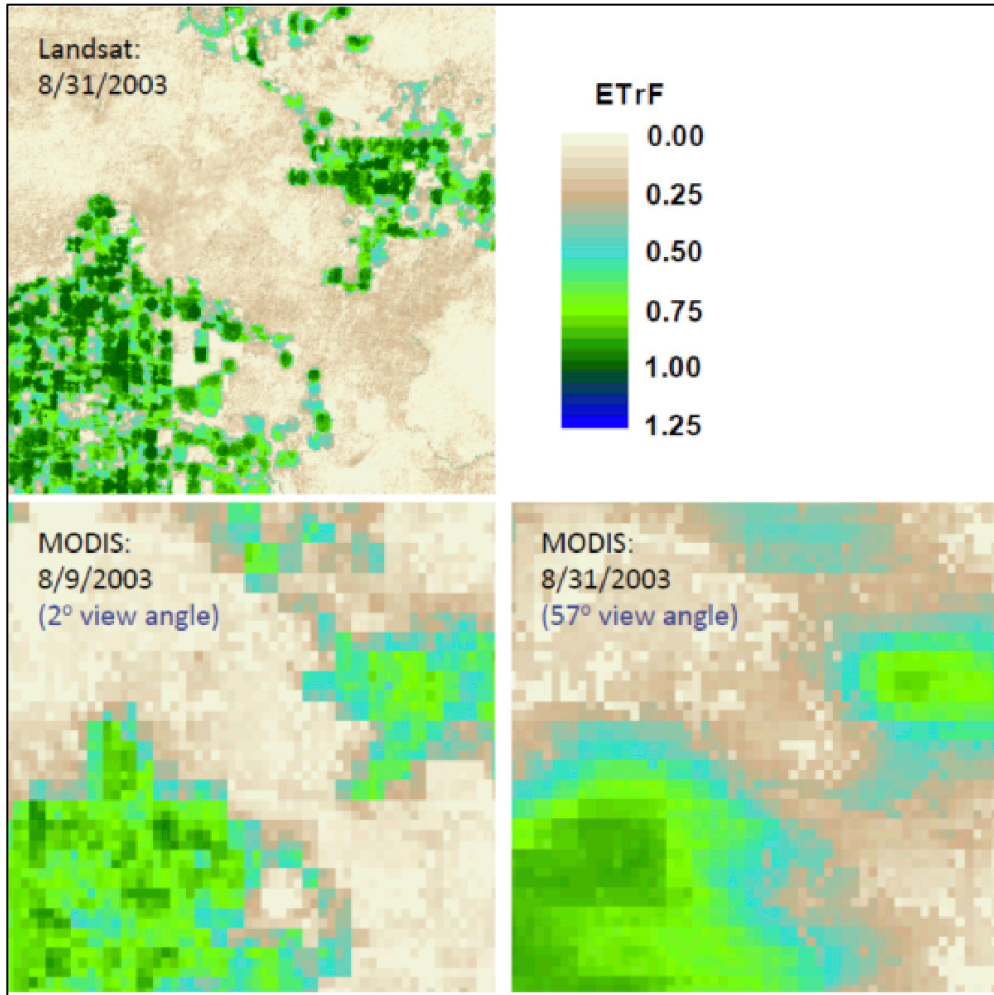 Landsat:
8/31/2003
ETrF
0.00
0.25
0.50
0.75
1.00
1.25
MODIS:
8/9/2003
(2° view angle)
MODIS:
8/31/2003
(57° view angle)